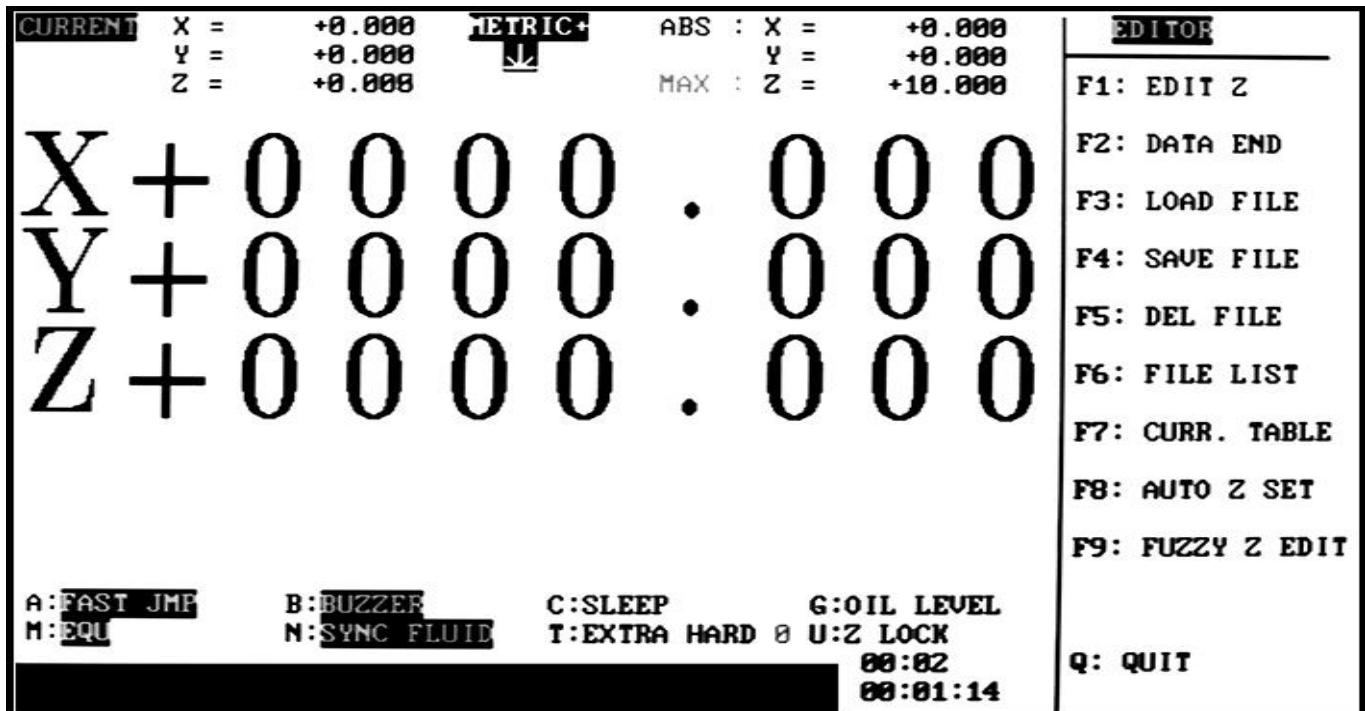 CURRENT X = +0.000 METRIC+ ABS : X = +0.000
Y = +0.000 ↓ Y = +0.000
Z = +0.000 MAX : Z = +10.000
X+0000.000
Y+0000.000
Z+0000.000
A:FAST JMP B:BUZZER C:SLEEP G:OIL LEVEL
M:EQU N:SYNC FLUID T:EXTRA HARD 0 U:Z LOCK
00:02
00:01:14
EDITOR
F1: EDIT Z
F2: DATA END
F3: LOAD FILE
F4: SAVE FILE
F5: DEL FILE
F6: FILE LIST
F7: CURR. TABLE
F8: AUTO Z SET
F9: FUZZY Z EDIT
Q: QUIT